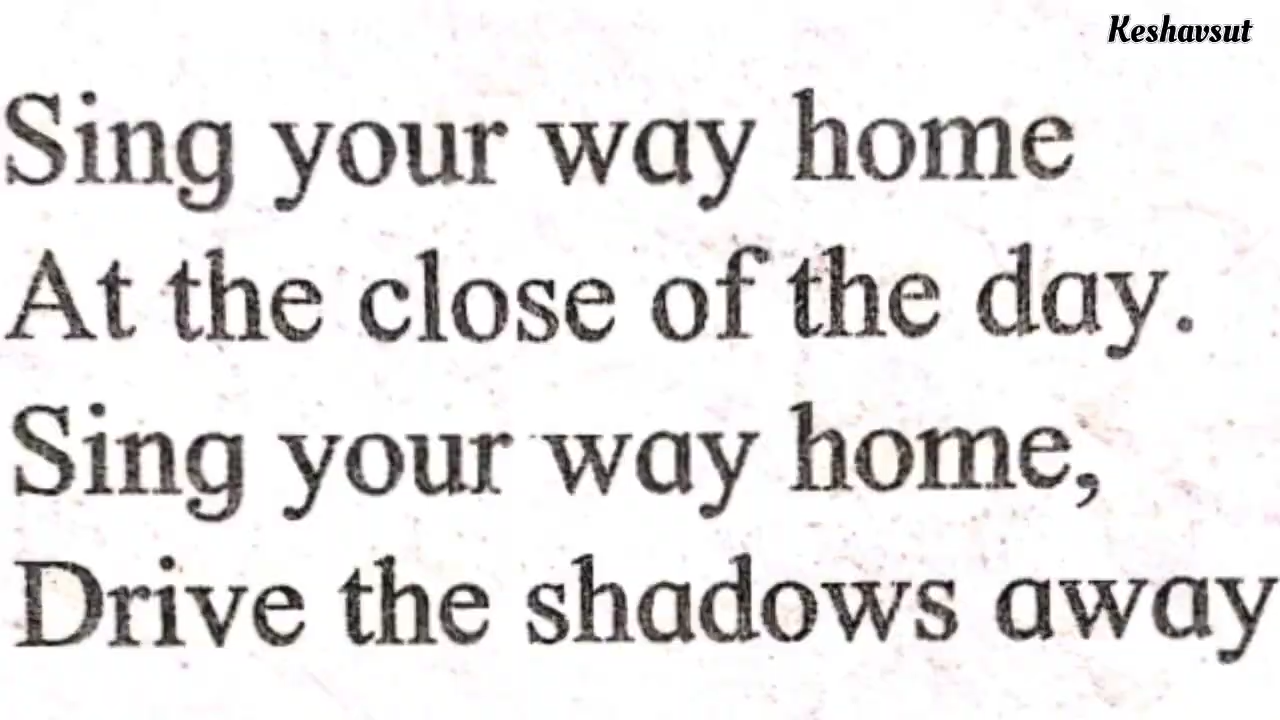 Keshavsut
Sing your way home
At the close of the day.
Sing your way home,
Drive the shadows away